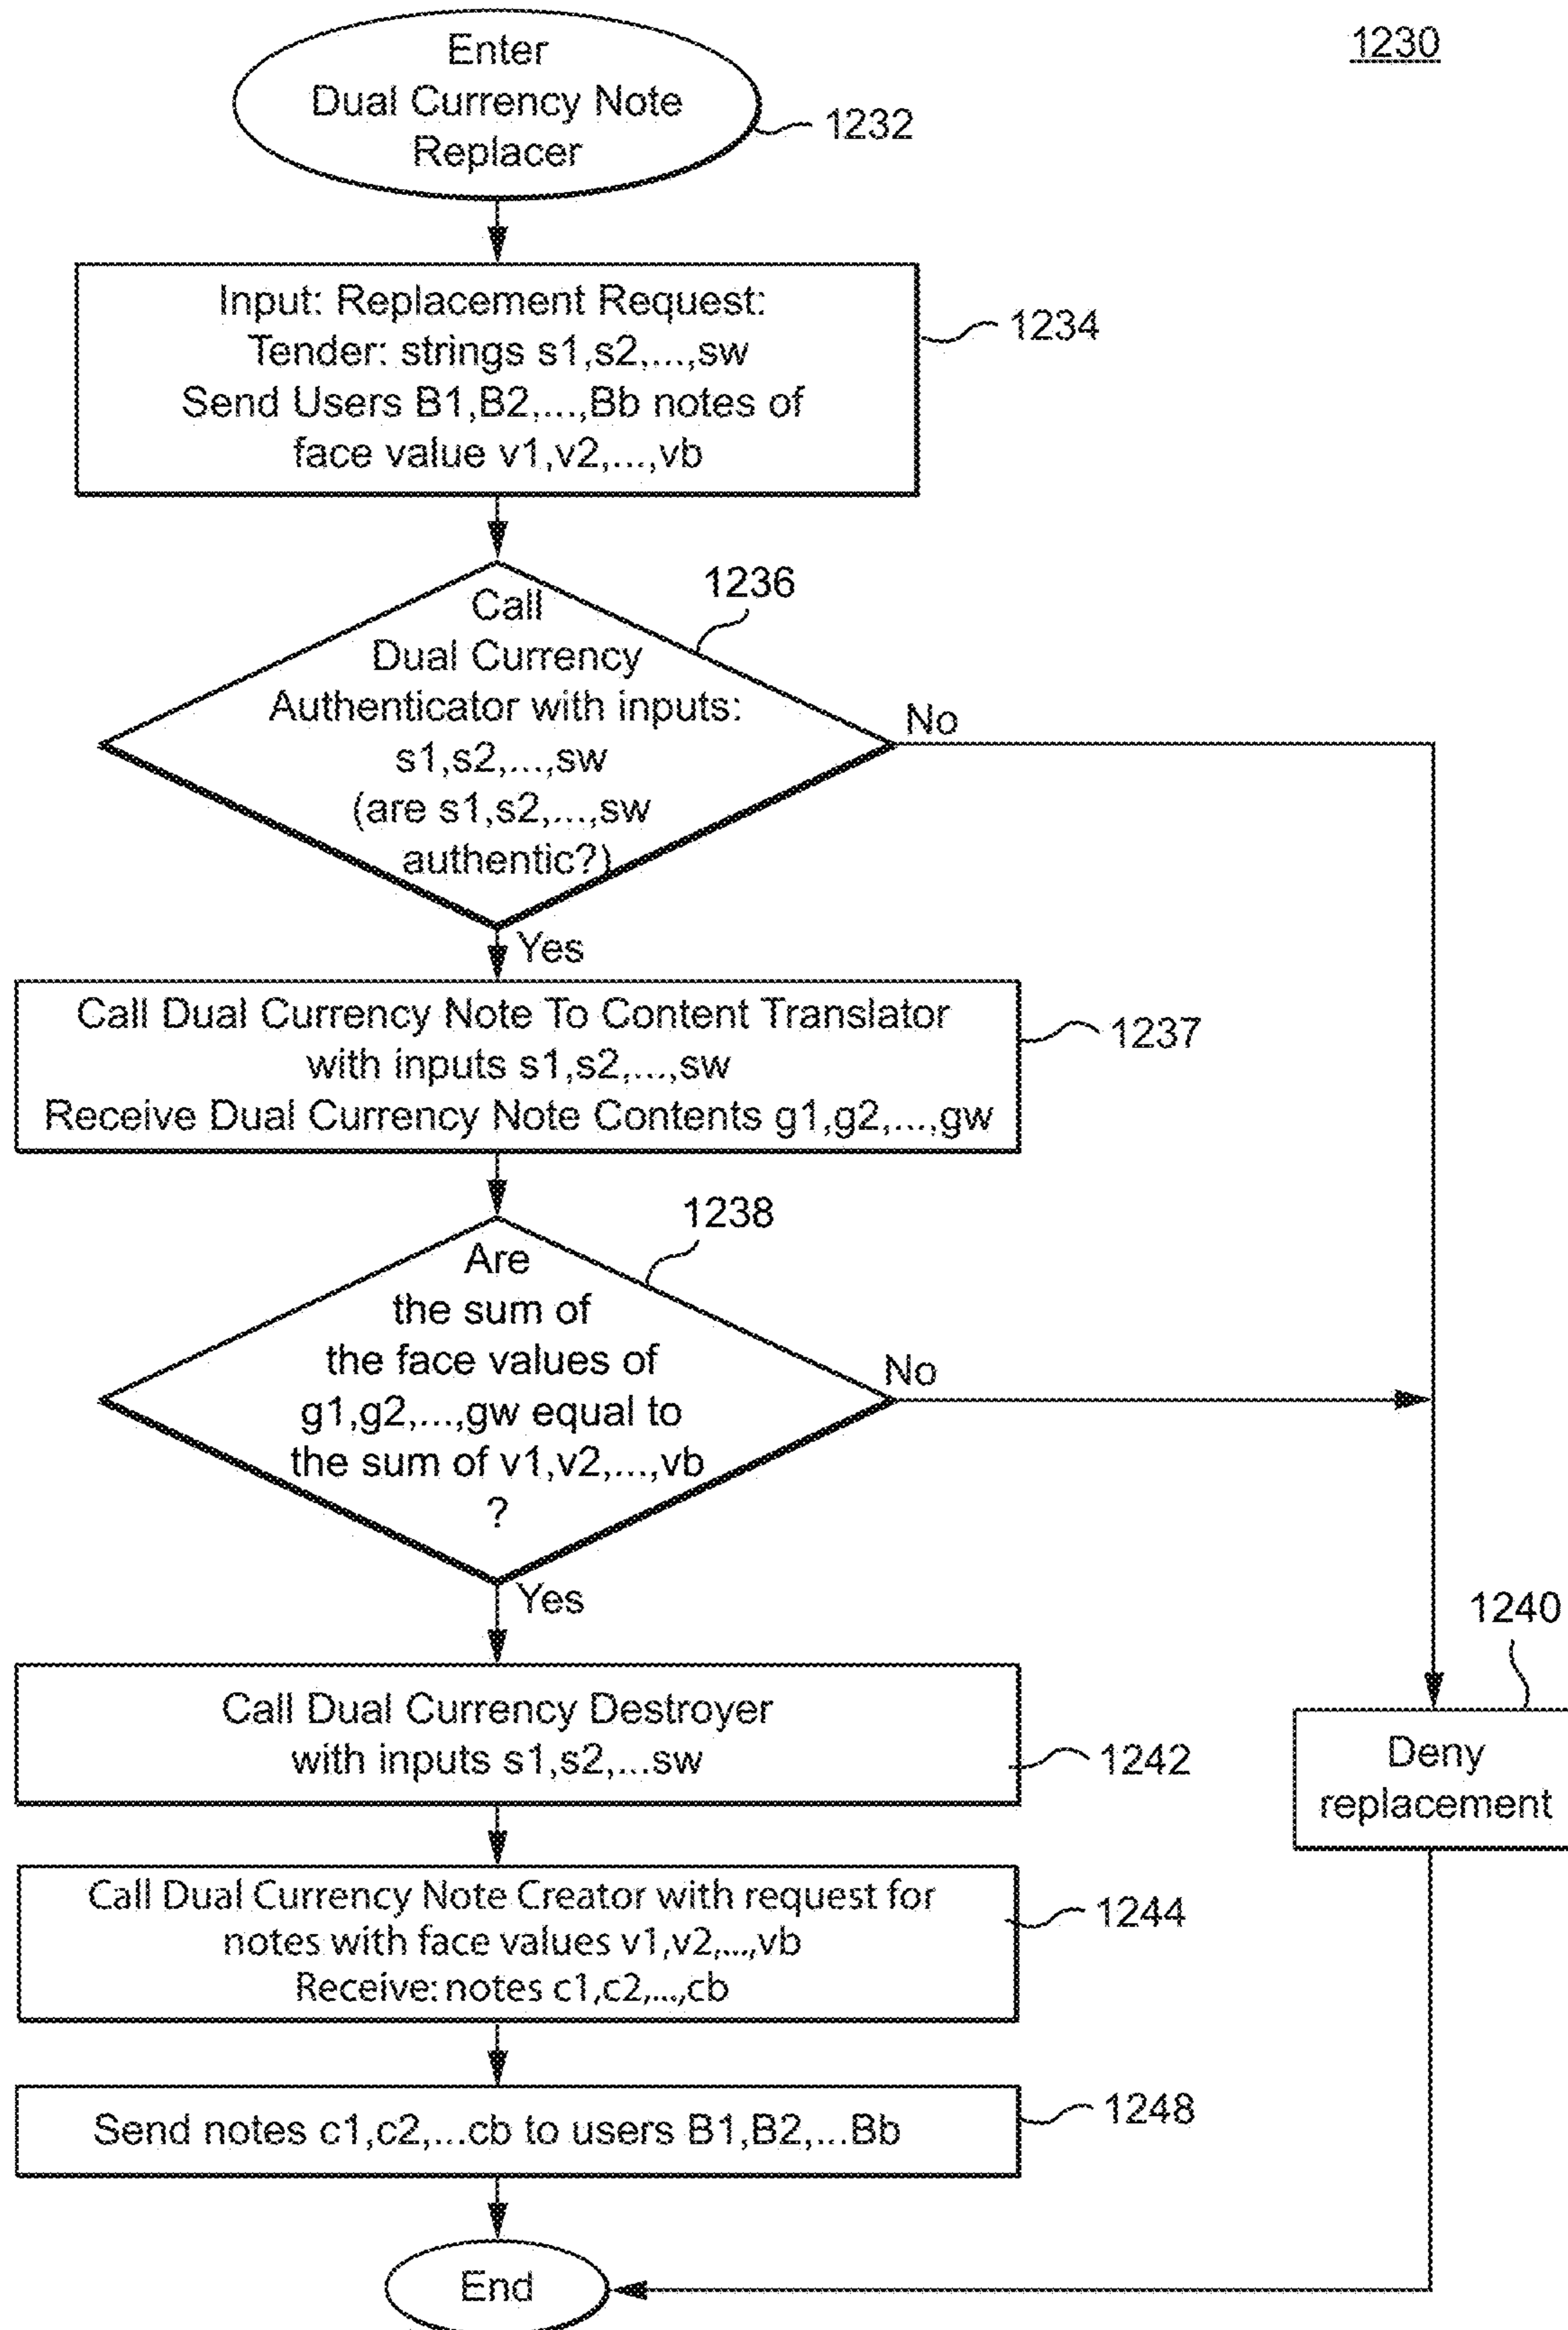 1230
Enter
Dual Currency Note
Replacer
1232
Input: Replacement Request:
Tender: strings s1,s2,...,sw
Send Users B1,B2,...,Bb notes of
face value v1,v2,...,vb
1234
1236
Call
Dual Currency
Authenticator with inputs:
s1,s2,...,sw
(are s1,s2,...,sw
authentic?)
No
Yes
Call Dual Currency Note To Content Translator
with inputs s1,s2,...,sw
Receive Dual Currency Note Contents g1,g2,...,gw
1237
1238
Are
the sum of
the face values of
g1,g2,...,gw equal to
the sum of v1,v2,...,vb
?
No
Yes
1240
Deny
replacement
Call Dual Currency Destroyer
with inputs s1,s2,...sw
1242
Call Dual Currency Note Creator with request for
notes with face values v1,v2,...,vb
Receive: notes c1,c2,...,cb
1244
Send notes c1,c2,...cb to users B1,B2,...Bb
1248
End